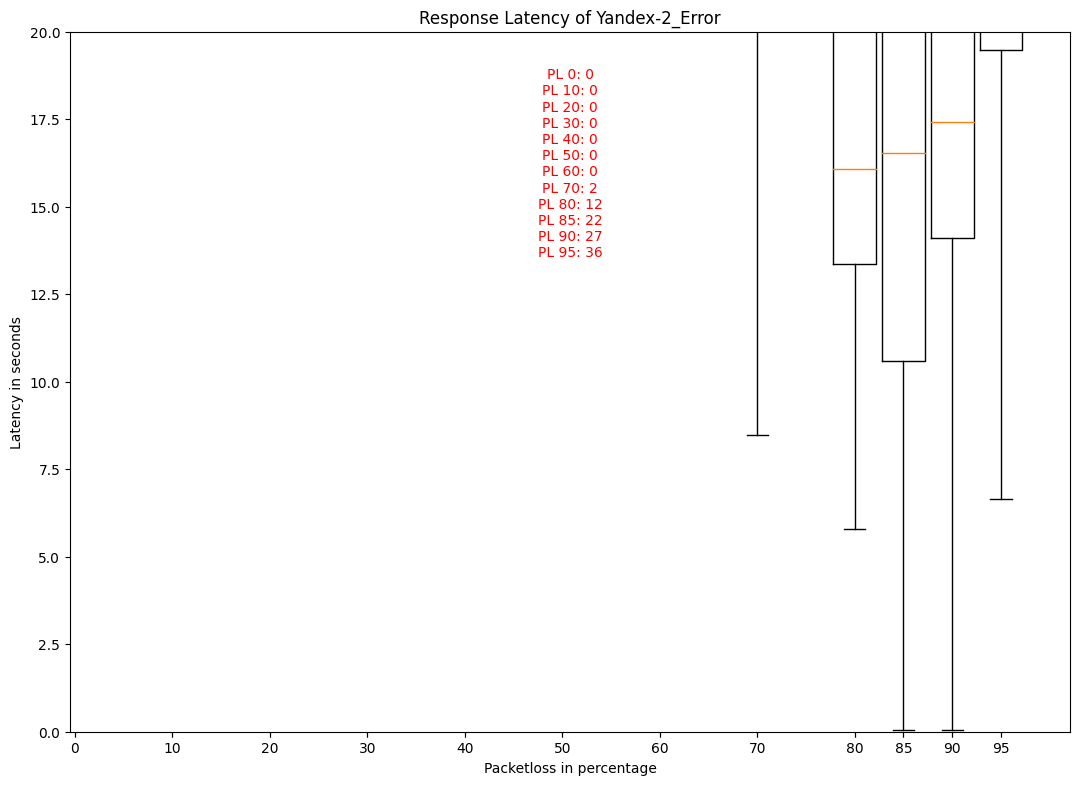 Response Latency of Yandex-2_Error
20.0
17.5
15.0
12.5
10.0
7.5
5.0
2.5
0.0
Latency in seconds
PL 0: 0
PL 10: 0
PL 20: 0
PL 30: 0
PL 40: 0
PL 50: 0
PL 60: 0
PL 70: 2
PL 80: 12
PL 85: 22
PL 90: 27
PL 95: 36
0 10 20 30 40 50 60 70 80 85 90 95
Packetloss in percentage